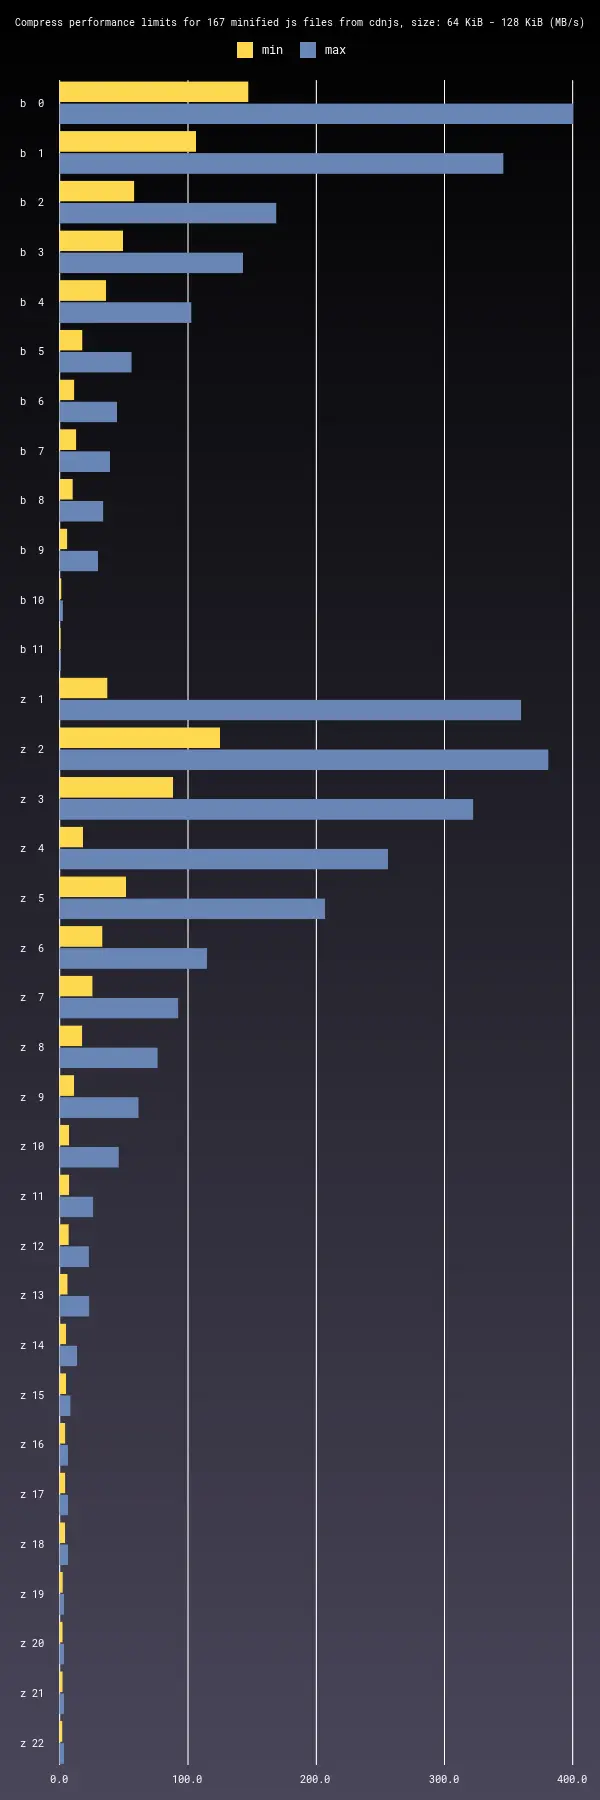 Compress performance limits for 167 minified js files from cdnjs, size: 64 KiB - 128 KiB (MB/s)
min max
b 0
b 1
b 2
b 3
b 4
b 5
b 6
b 7
b 8
b 9
b 10
b 11
z 1
z 2
z 3
z 4
z 5
z 6
z 7
z 8
z 9
z 10
z 11
z 12
z 13
z 14
z 15
z 16
z 17
z 18
z 19
z 20
z 21
z 22
0.0 100.0 200.0 300.0 400.0